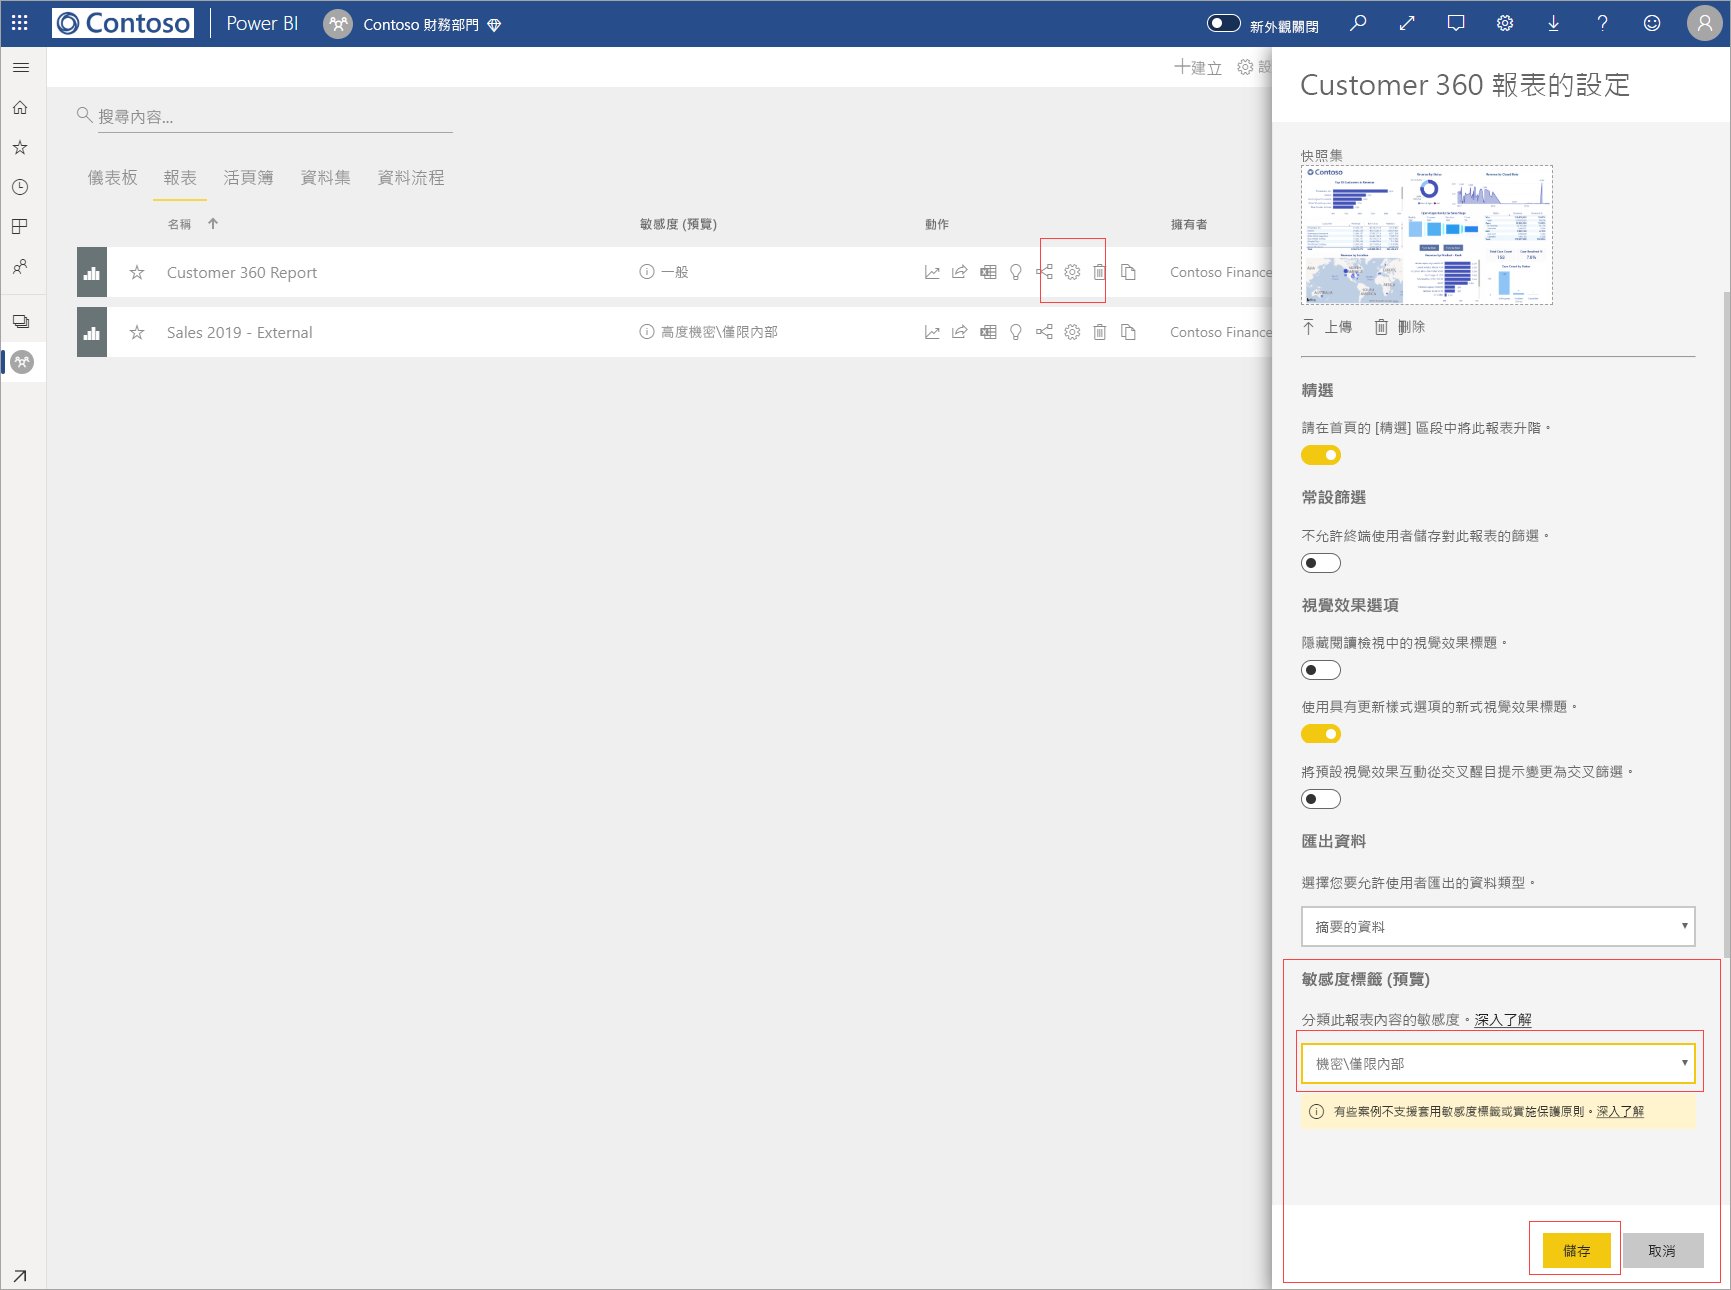 Contoso
Power BI
Contoso 財務部門
新外觀關閉
建立
設
搜尋內容...
儀表板
報表
活頁簿
資料集
資料流程
名稱
敏感度 (預覽)
動作
擁有者
Customer 360 Report
一般
Contoso Finance
Sales 2019 - External
高度機密\僅限內部
Contoso Finance
Customer 360 報表的設定
快照集
Contoso
上傳
刪除
精選
請在首頁的 [精選] 區段中將此報表升階。
常設篩選
不允許終端使用者儲存對此報表的篩選。
視覺效果選項
隱藏閱讀檢視中的視覺效果標題。
使用具有更新樣式選項的新式視覺效果標題。
將預設視覺效果互動從交叉醒目提示變更為交叉篩選。
匯出資料
選擇您要允許使用者匯出的資料類型。
摘要的資料
敏感度標籤 (預覽)
分類此報表內容的敏感度。深入了解
機密\僅限內部
有些案例不支援套用敏感度標籤或實施保護原則。深入了解
儲存
取消